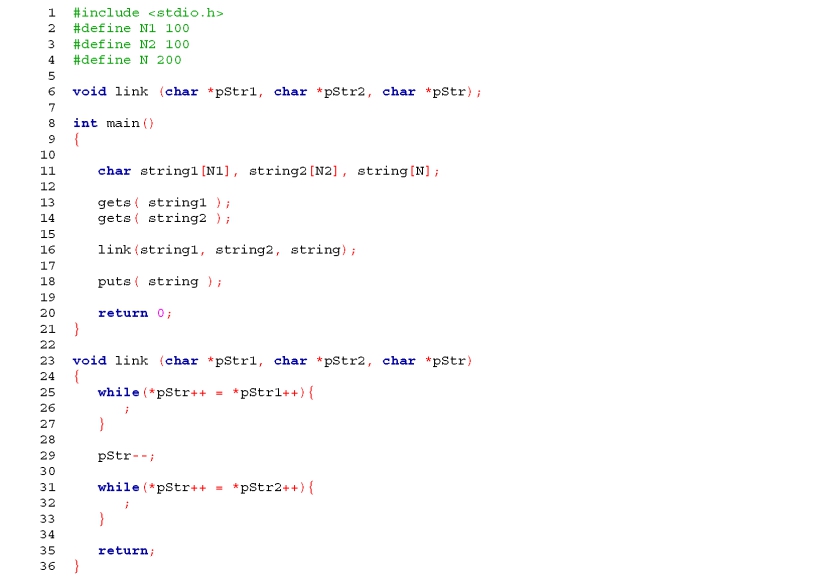 1 #include <stdio.h>
2 #define N1 100
3 #define N2 100
4 #define N 200
5
6 void link (char *pStr1, char *pStr2, char *pStr);
7
8 int main()
9 {
10
11 char string1[N1], string2[N2], string[N];
12
13 gets( string1 );
14 gets( string2 );
15
16 link(string1, string2, string);
17
18 puts( string );
19
20 return 0;
21 }
22
23 void link (char *pStr1, char *pStr2, char *pStr)
24 {
25 while(*pStr++ = *pStr1++){
26 ;
27 }
28
29 pStr--;
30
31 while(*pStr++ = *pStr2++){
32 ;
33 }
34
35 return;
36 }